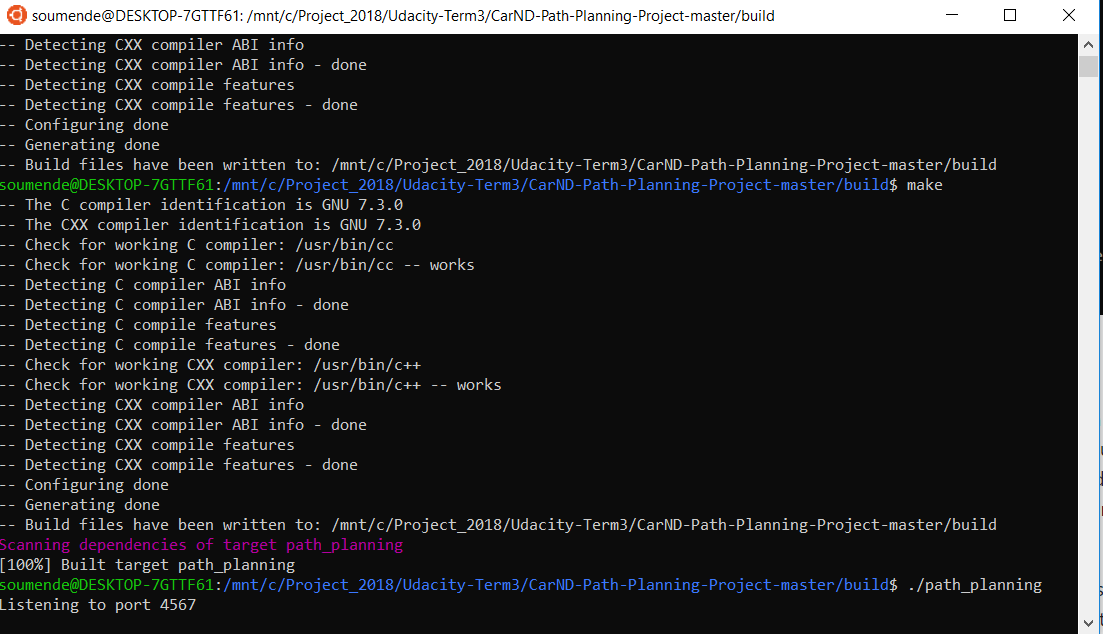 soumende@DESKTOP-7GTTF61: /mnt/c/Project_2018/Udacity-Term3/CarND-Path-Planning-Project-master/build
-- Detecting CXX compiler ABI info
-- Detecting CXX compiler ABI info - done
-- Detecting CXX compile features
-- Detecting CXX compile features - done
-- Configuring done
-- Generating done
-- Build files have been written to: /mnt/c/Project_2018/Udacity-Term3/CarND-Path-Planning-Project-master/build
soumende@DESKTOP-7GTTF61:/mnt/c/Project_2018/Udacity-Term3/CarND-Path-Planning-Project-master/build$ make
-- The C compiler identification is GNU 7.3.0
-- The CXX compiler identification is GNU 7.3.0
-- Check for working C compiler: /usr/bin/cc
-- Check for working C compiler: /usr/bin/cc -- works
-- Detecting C compiler ABI info
-- Detecting C compiler ABI info - done
-- Detecting C compile features
-- Detecting C compile features - done
-- Check for working CXX compiler: /usr/bin/c++
-- Check for working CXX compiler: /usr/bin/c++ -- works
-- Detecting CXX compiler ABI info
-- Detecting CXX compiler ABI info - done
-- Detecting CXX compile features
-- Detecting CXX compile features - done
-- Configuring done
-- Generating done
-- Build files have been written to: /mnt/c/Project_2018/Udacity-Term3/CarND-Path-Planning-Project-master/build
Scanning dependencies of target path_planning
[100%] Built target path_planning
soumende@DESKTOP-7GTTF61:/mnt/c/Project_2018/Udacity-Term3/CarND-Path-Planning-Project-master/build$ ./path_planning
Listening to port 4567